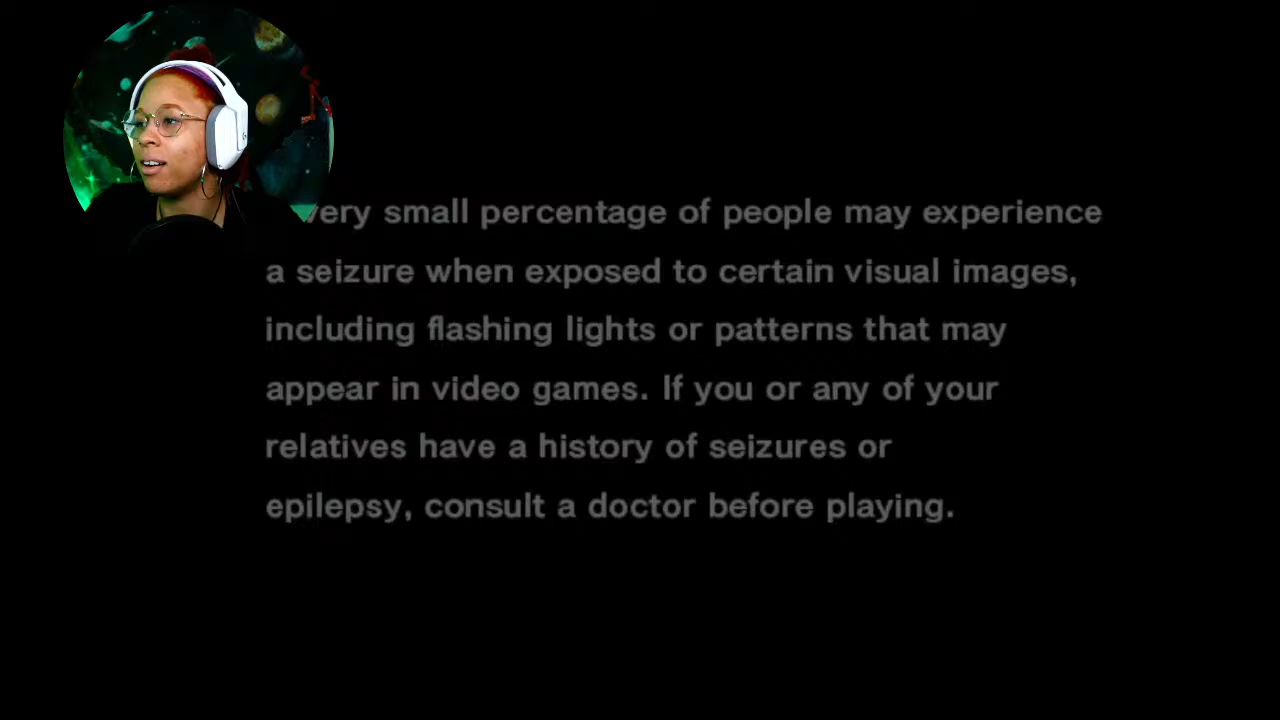 very small percentage of people may experience
a seizure when exposed to certain visual images,
including flashing lights or patterns that may
appear in video games. If you or any of your
relatives have a history of seizures or
epilepsy, consult a doctor before playing.